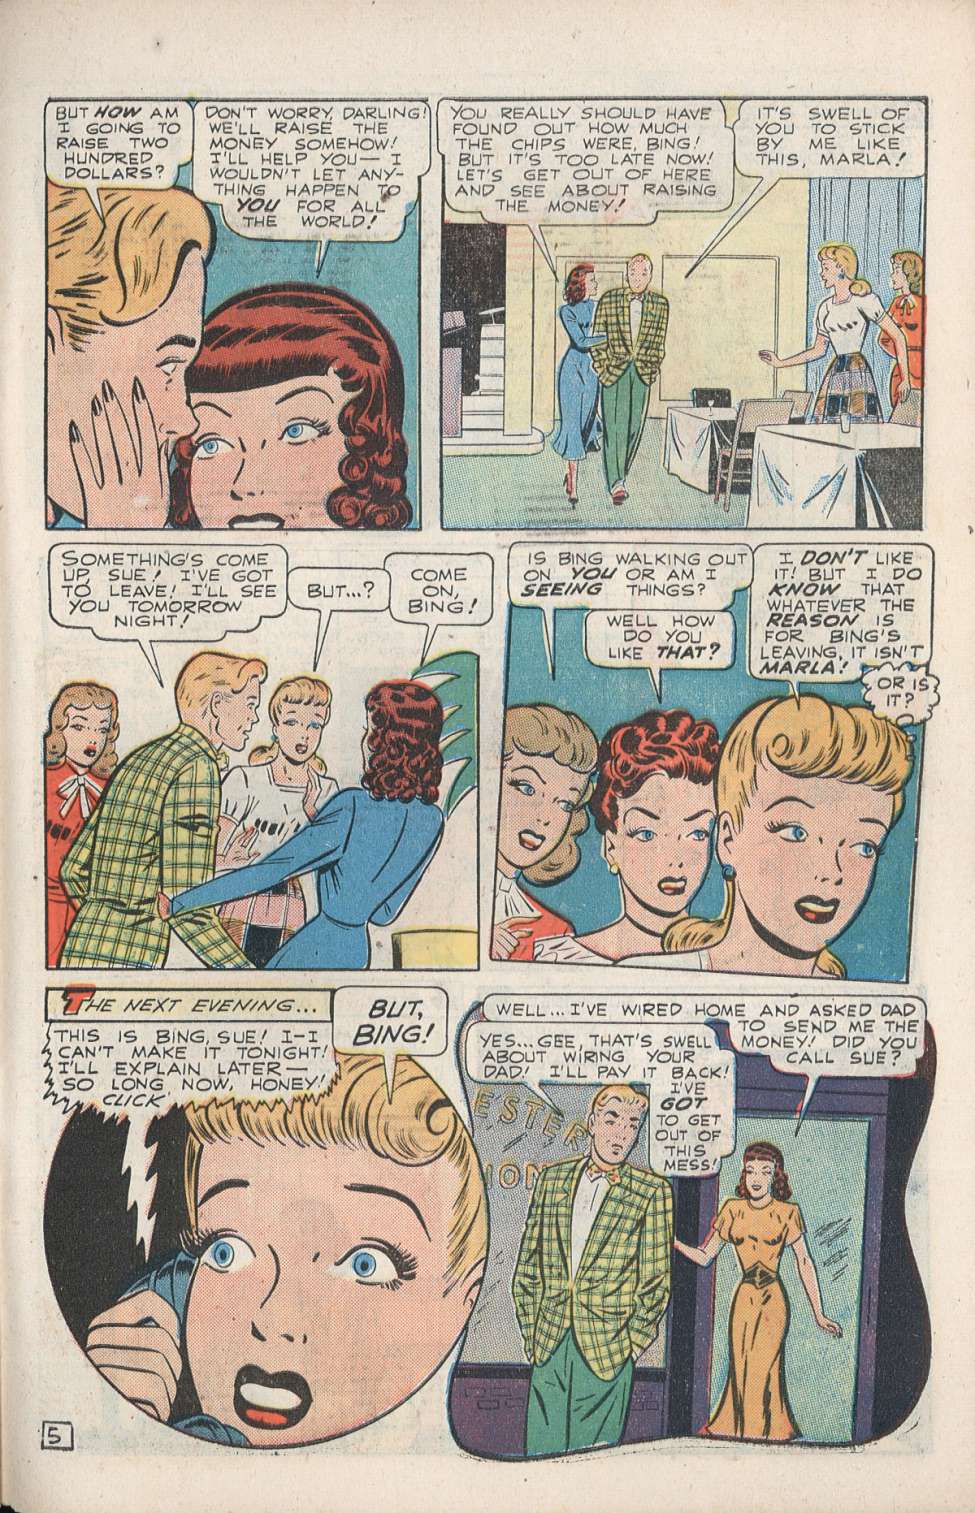 BUT HOW AM
I GOING TO
RAISE TWO
HUNDRED
DOLLARS?
DON'T WORRY, DARLING!
WE'LL RAISE THE
MONEY SOMEHOW!
I'LL HELP YOU— I
WOULDN'T LET ANY-
THING HAPPEN TO
YOU FOR ALL
THE WORLD!
YOU REALLY SHOULD HAVE
FOUND OUT HOW MUCH
THE CHIPS WERE, BING!
BUT IT'S TOO LATE NOW!
LET'S GET OUT OF HERE
AND SEE ABOUT RAISING
THE MONEY!
IT'S SWELL OF
YOU TO STICK
BY ME LIKE
THIS, MARLA!
SOMETHING'S COME
UP, SUE! I'VE GOT
TO LEAVE! I'LL SEE
YOU TOMORROW
NIGHT!
BUT...?
COME
ON,
BING!
IS BING WALKING OUT
ON YOU OR AM I
SEEING THINGS?
WELL HOW
DO YOU
LIKE THAT?
I DON'T LIKE
IT! BUT I DO
KNOW THAT
WHATEVER THE
REASON IS
FOR BING'S
LEAVING, IT ISN'T
MARLA!
OR IS
IT?
THE NEXT EVENING...
THIS IS BING, SUE! I-I
CAN'T MAKE IT TONIGHT!
I'LL EXPLAIN LATER—
SO LONG NOW, HONEY!
CLICK
BUT,
BING!
WELL... I'VE WIRED HOME AND ASKED DAD
TO SEND ME THE
MONEY! DID YOU
CALL SUE?
YES... GEE, THAT'S SWELL
ABOUT WIRING YOUR
DAD! I'LL PAY IT BACK!
I'VE
GOT
TO GET
OUT OF
THIS
MESS!
ESTER
ION
5